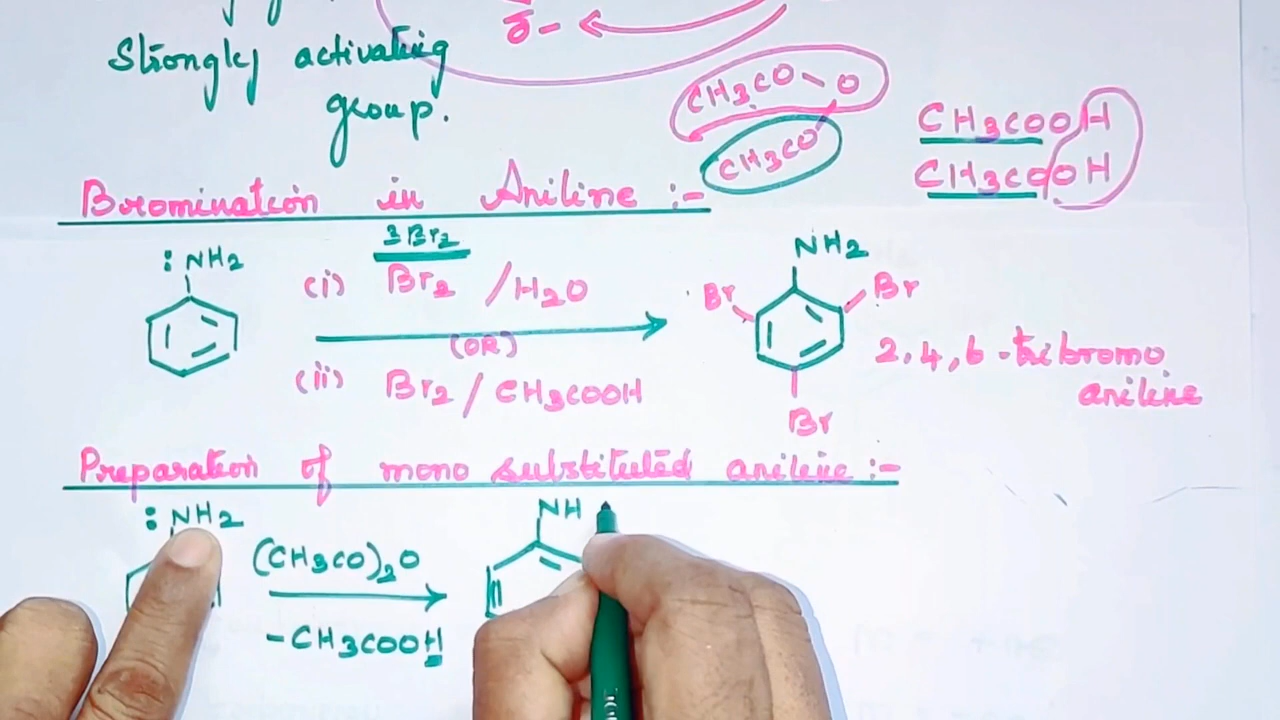 δ-
Strongly activating
group.
CH3CO O
CH3CO
CH3COOH
CH3COOH
Bromination in Aniline :-
3Br2
:NH2
(i) Br2 /H2O
(OR)
(ii) Br2 / CH3COOH
NH2
Br
Br
Br
2,4,6-tribromo
aniline
Preparation of mono substituted aniline :-
:NH2
(CH3CO)2O
-CH3COOH
NH